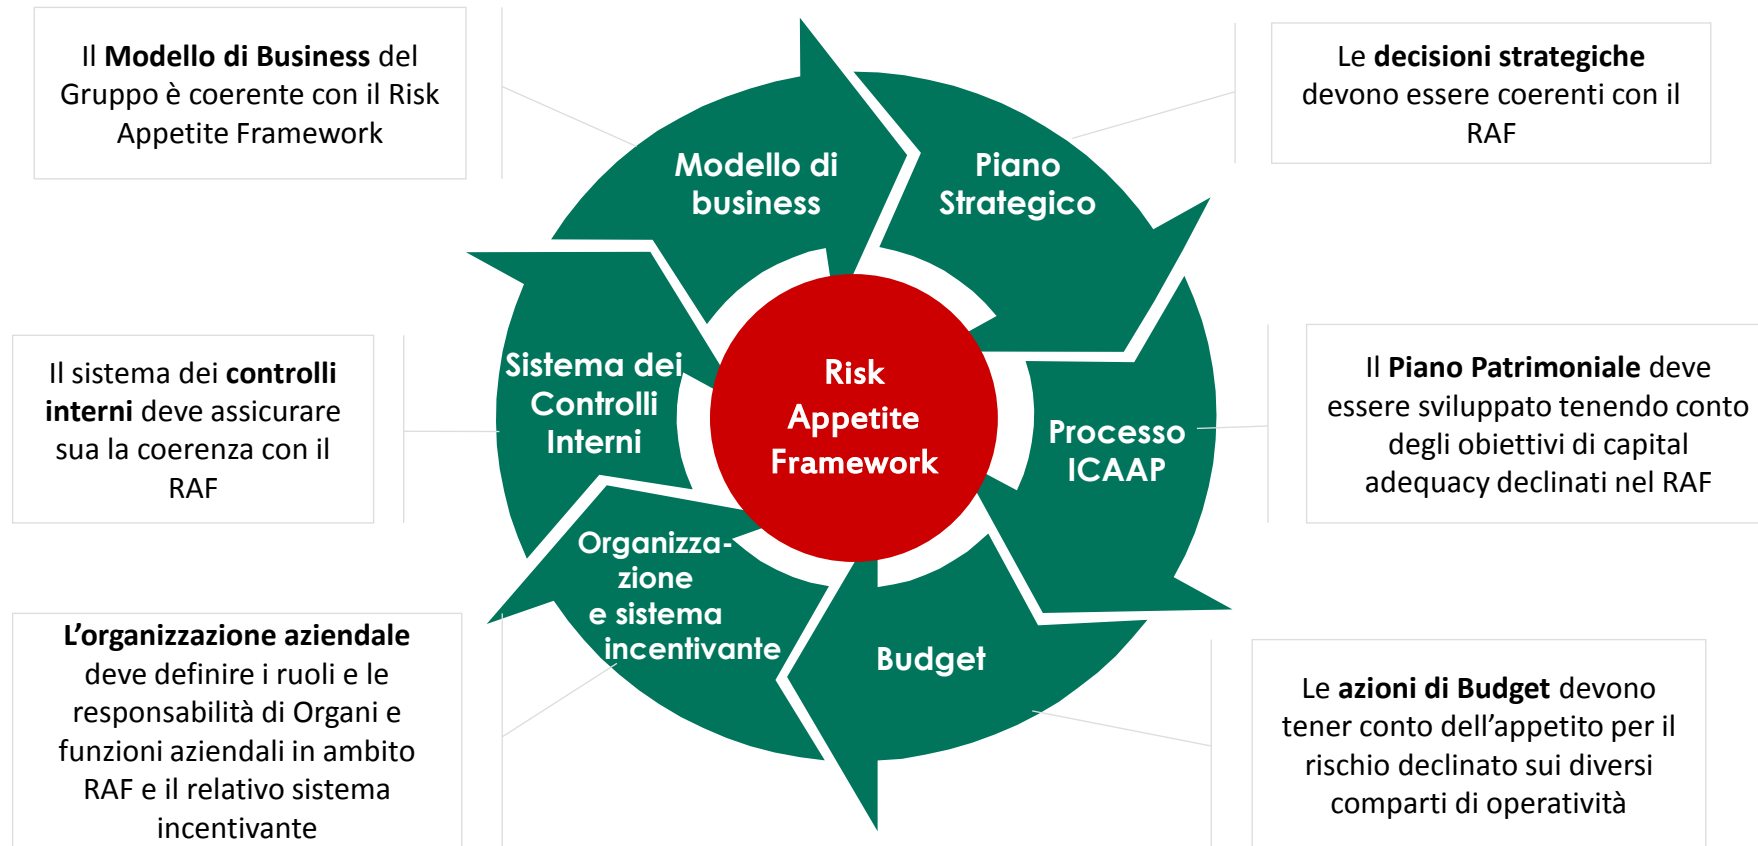 Il Modello di Business del
Gruppo è coerente con il Risk
Appetite Framework
Le decisioni strategiche
devono essere coerenti con il
RAF
Modello di
business
Piano
Strategico
Il sistema dei controlli
interni deve assicurare
sua la coerenza con il
RAF
Sistema dei
Controlli
Interni
Risk
Appetite
Framework
Processo
ICAAP
Il Piano Patrimoniale deve
essere sviluppato tenendo conto
degli obiettivi di capital
adequacy declinati nel RAF
Organizza-
zione
e sistema
incentivante
Budget
L’organizzazione aziendale
deve definire i ruoli e le
responsabilità di Organi e
funzioni aziendali in ambito
RAF e il relativo sistema
incentivante
Le azioni di Budget devono
tener conto dell’appetito per il
rischio declinato sui diversi
comparti di operatività